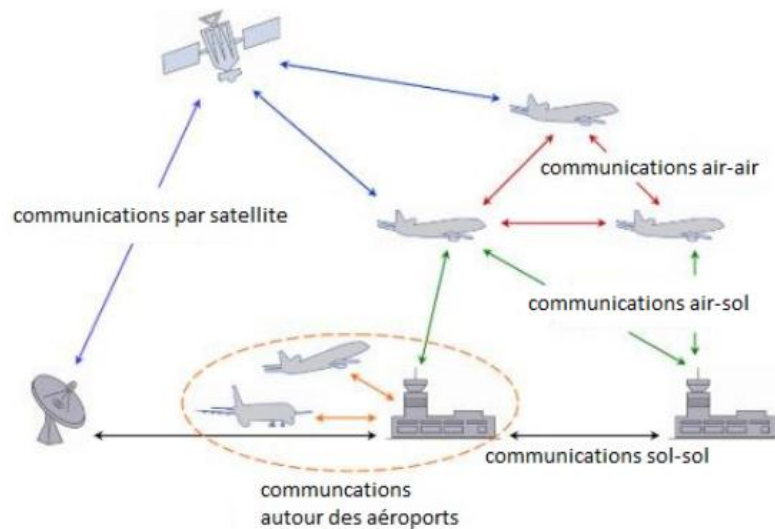 communications air-air
communications par satellite
communications air-sol
communications sol-sol
communcations
autour des aéroports